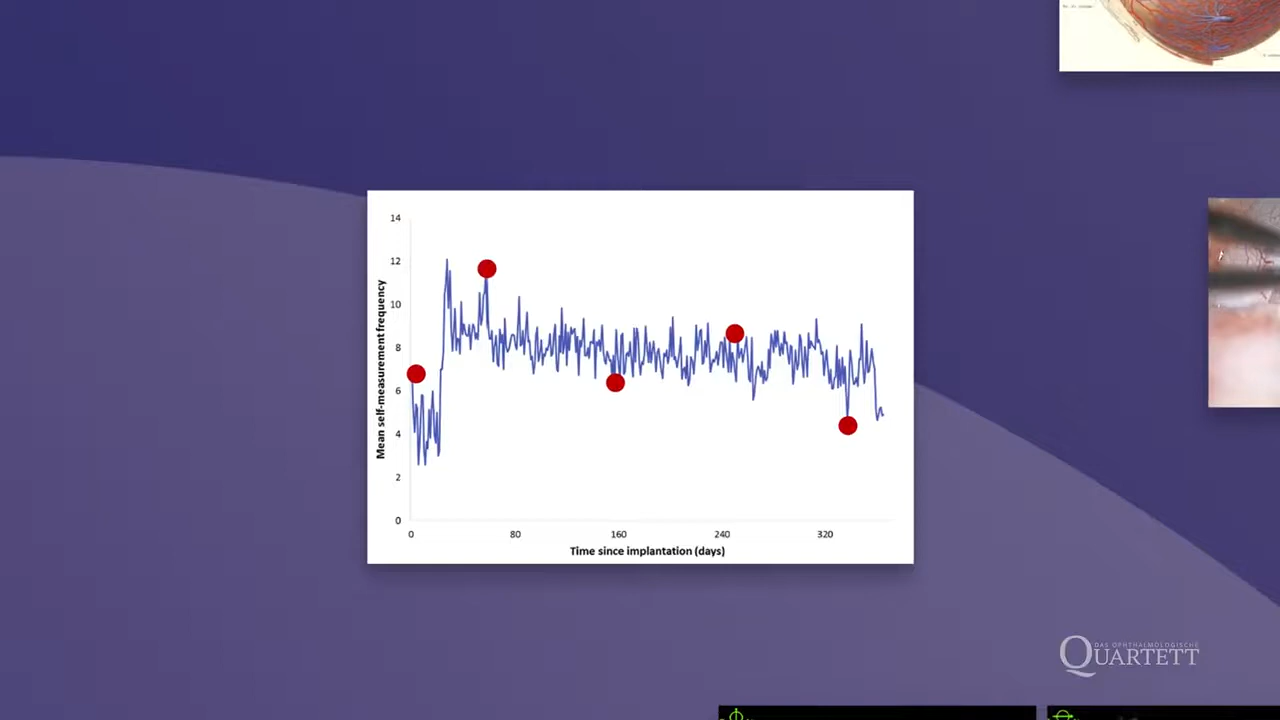 14
12
10
8
6
4
2
0
Mean self-measurement frequency
0 80 160 240 320
Time since implantation (days)
DAS OPHTHALMOLOGISCHE
QUARTETT